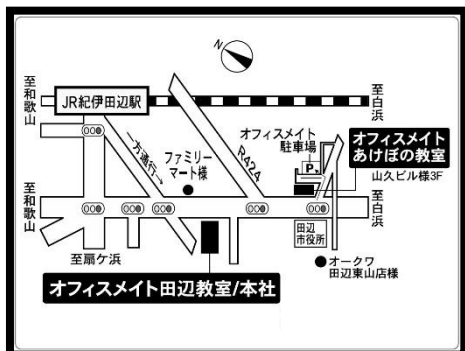 N
至和歌山
JR紀伊田辺駅
至白浜
一方通行→
ファミリー
マート様
R424
オフィスメイト
駐車場
P
オフィスメイト
あけぼの教室
山久ビル様3F
至和歌山
至白浜
田辺
市役所
至扇ケ浜
オークワ
田辺東山店様
オフィスメイト田辺教室/本社